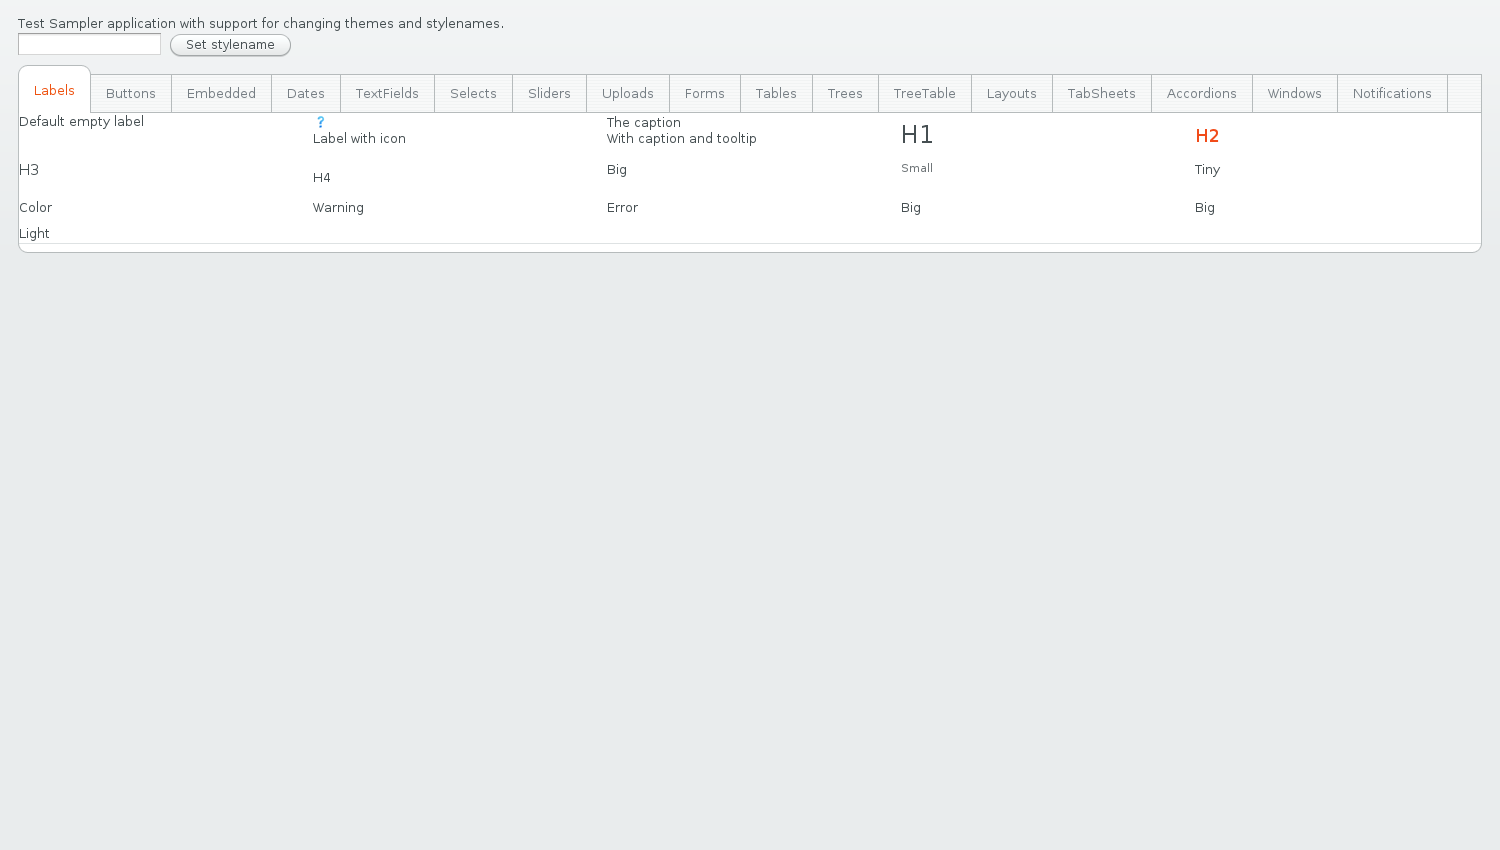 Test Sampler application with support for changing themes and stylenames.
Set stylename
Labels Buttons Embedded Dates TextFields Selects Sliders Uploads Forms Tables Trees TreeTable Layouts TabSheets Accordions Windows Notifications
Default empty label ? The caption
Label with icon With caption and tooltip H1 H2
H3 H4 Big Small Tiny
Color Warning Error Big Big
Light